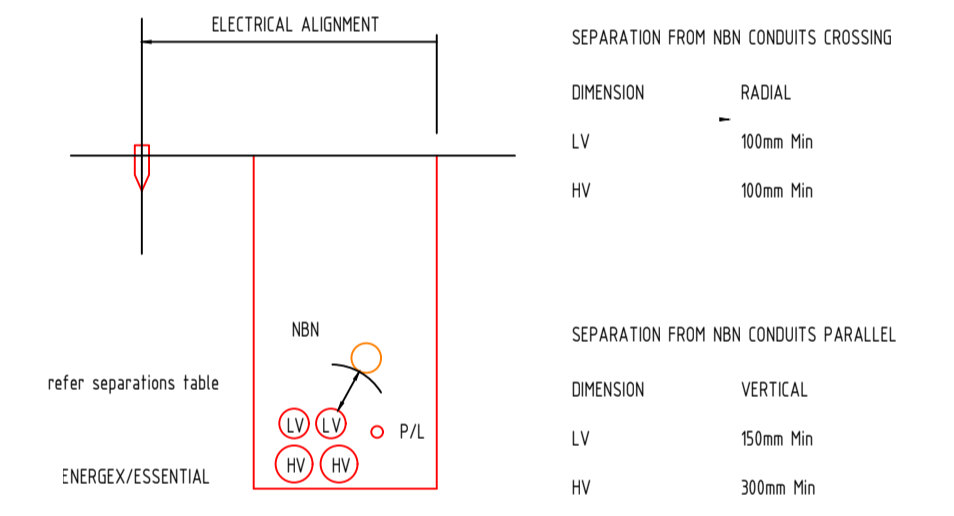 ELECTRICAL ALIGNMENT
NBN
refer separations table
LV LV
P/L
HV HV
ENERGEX/ESSENTIAL
SEPARATION FROM NBN CONDUITS CROSSING
DIMENSION RADIAL
LV 100mm Min
HV 100mm Min
SEPARATION FROM NBN CONDUITS PARALLEL
DIMENSION VERTICAL
LV 150mm Min
HV 300mm Min